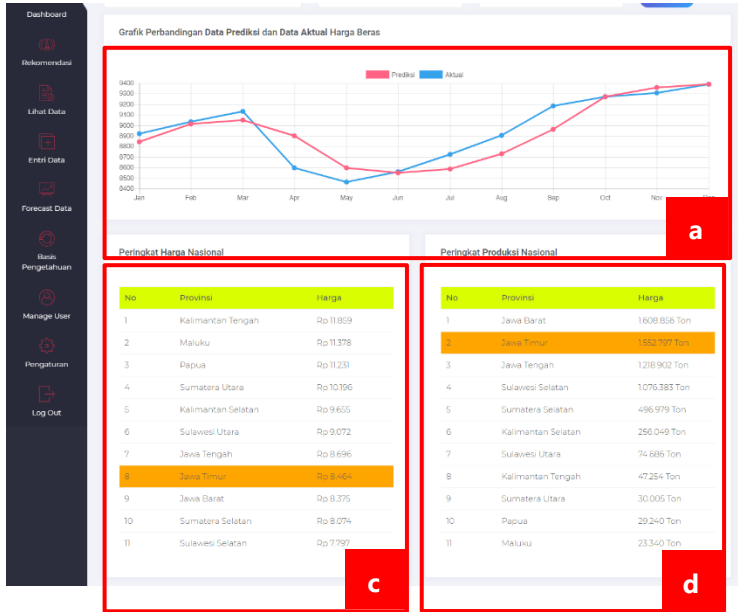 Dashboard
Rekomendasi
Lihat Data
Entri Data
Forecast Data
Basis
Pengetahuan
Manage User
Pengaturan
Log Out
Grafik Perbandingan Data Prediksi dan Data Aktual Harga Beras
Prediksi Aktual
9400
9300
9200
9100
9000
8900
8800
8700
8600
8500
8400
Jan Feb Mar Apr May Jun Jul Aug Sep Oct Nov
a
Peringkat Harga Nasional
No Provinsi Harga
1 Kalimantan Tengah Rp 11.859
2 Maluku Rp 11.378
3 Papua Rp 11.231
4 Sumatera Utara Rp 10.196
5 Kalimantan Selatan Rp 9.655
6 Sulawesi Utara Rp 9.072
7 Jawa Tengah Rp 8.696
8 Jawa Timur Rp 8.464
9 Jawa Barat Rp 8.375
10 Sumatera Selatan Rp 8.074
11 Sulawesi Selatan Rp 7.797
c
Peringkat Produksi Nasional
No Provinsi Harga
1 Jawa Barat 1.608.856 Ton
2 Jawa Timur 1.552.797 Ton
3 Jawa Tengan 1.218.902 Ton
4 Sulawesi Selatan 1.076.383 Ton
5 Sumatera Selatan 496.979 Ton
6 Kalimantan Selatan 256.049 Ton
7 Sulawesi Utara 74.686 Ton
8 Kalimantan Tengah 47.254 Ton
9 Sumatera Utara 30.005 Ton
10 Papua 29.240 Ton
11 Maluku 23.340 Ton
d